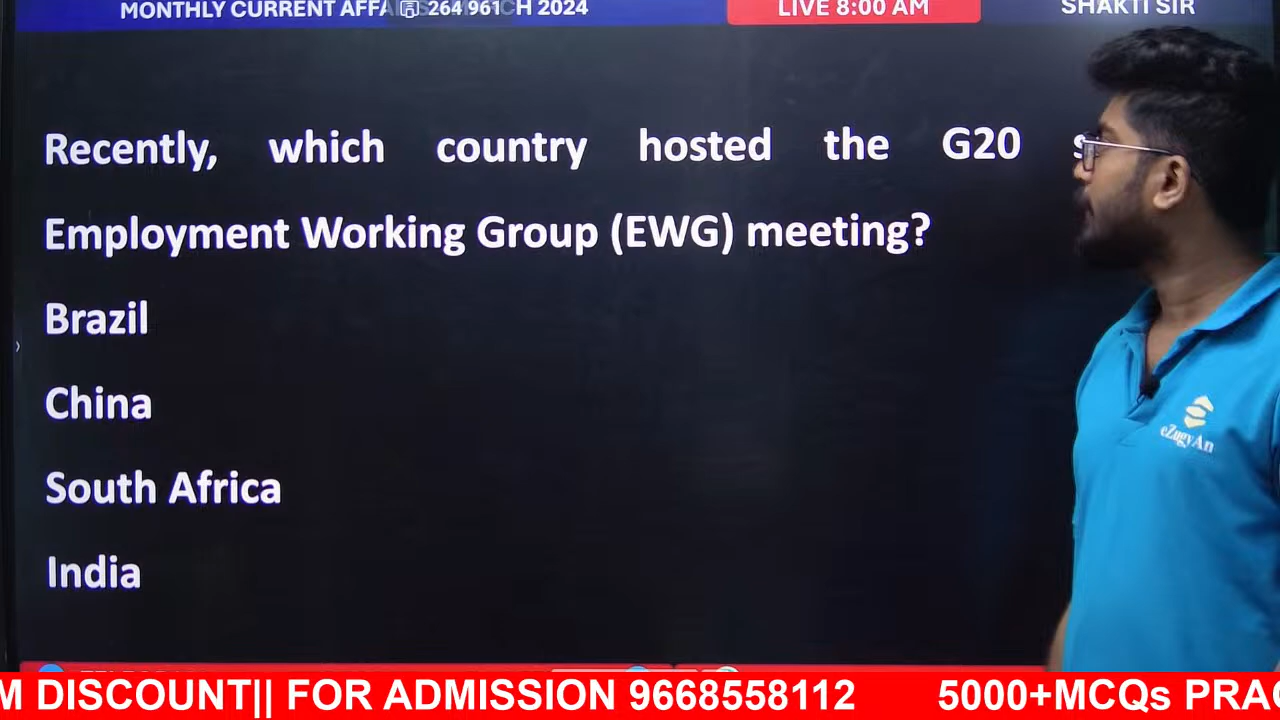 MONTHLY CURRENT AFFA 264 961 CH 2024
LIVE 8:00 AM
SHAKTI SIR
Recently, which country hosted the G20
Employment Working Group (EWG) meeting?
Brazil
China
South Africa
India
eZugyAn
M DISCOUNT|| FOR ADMISSION 9668558112 5000+MCQs PRAC